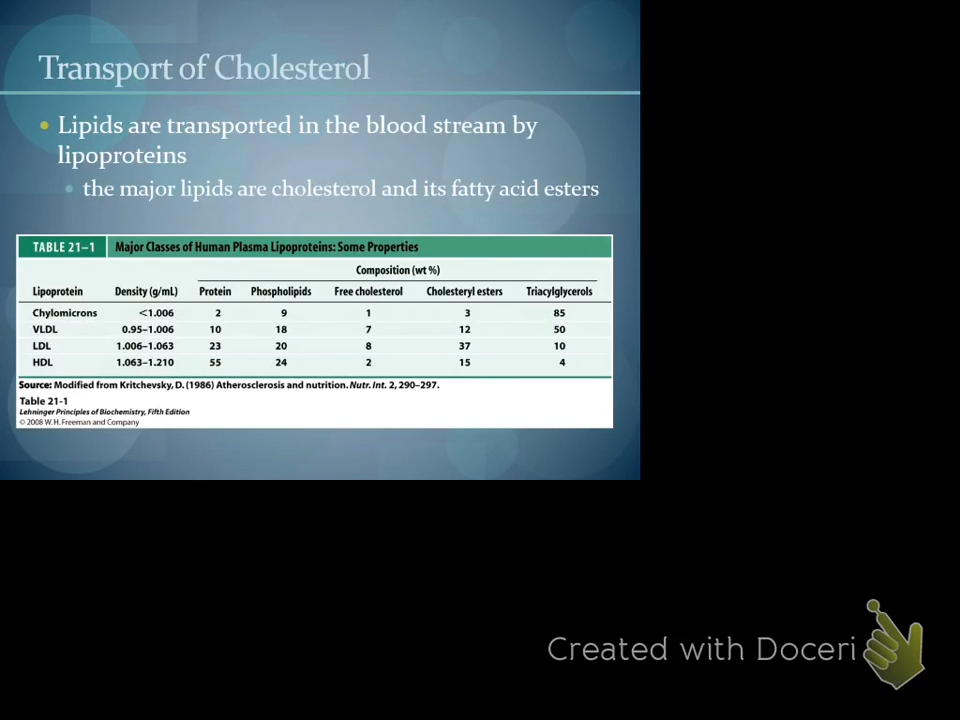 Transport of Cholesterol
• Lipids are transported in the blood stream by
lipoproteins
• the major lipids are cholesterol and its fatty acid esters
TABLE 21–1 Major Classes of Human Plasma Lipoproteins: Some Properties
Composition (wt %)
Lipoprotein Density (g/mL) Protein Phospholipids Free cholesterol Cholesteryl esters Triacylglycerols
Chylomicrons <1.006 2 9 1 3 85
VLDL 0.95–1.006 10 18 7 12 50
LDL 1.006–1.063 23 20 8 37 10
HDL 1.063–1.210 55 24 2 15 4
Source: Modified from Kritchevsky, D. (1986) Atherosclerosis and nutrition. Nutr. Int. 2, 290–297.
Table 21-1
Lehninger Principles of Biochemistry, Fifth Edition
© 2008 W. H. Freeman and Company
Created with Doceri